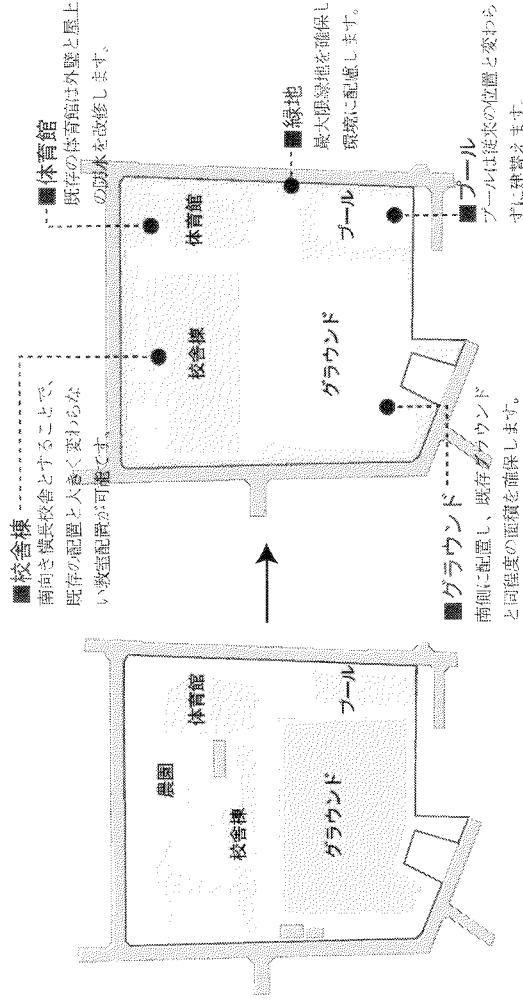 農園
体育館
校舎棟
グラウンド
プール
■校舎棟
南向き横長校舎とすることで、
既存の配置と大きく変わらな
い教室配置が可能です。
■体育館
既存の体育館は外壁と屋上
の防水を改修します。
■緑地
最大限緑地を確保し
環境に配慮します。
■プール
プールは従来の位置と変わら
ずに建替えます。
■グラウンド
南側に配置し、既存グラウンド
と同程度の面積を確保します。
校舎棟
体育館
グラウンド
プール